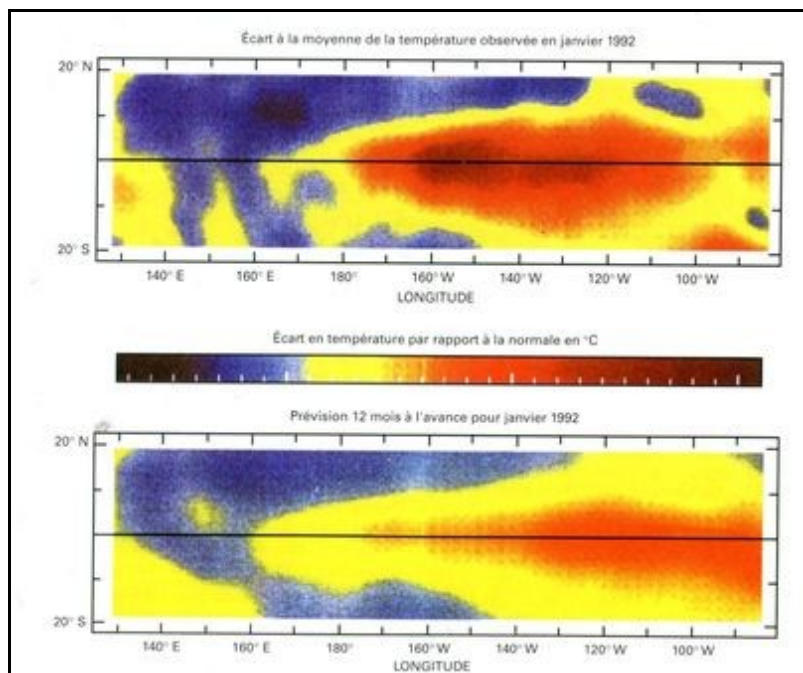 Écart à la moyenne de la température observée en janvier 1992
20° N
20° S
140° E 160° E 180° 160° W 140° W 120° W 100° W
LONGITUDE
Écart en température par rapport à la normale en °C
Prévision 12 mois à l'avance pour janvier 1992
20° N
20° S
140° E 160° E 180° 160° W 140° W 120° W 100° W
LONGITUDE